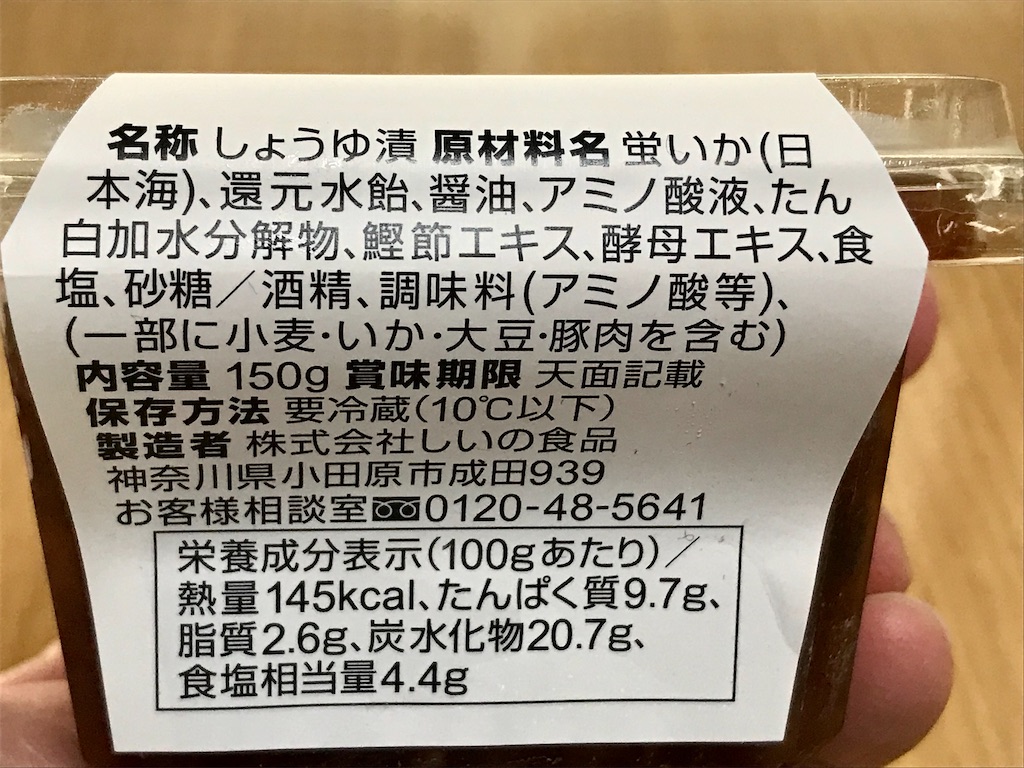 名称 しょうゆ漬 原材料名 蛍いか(日
本海)、還元水飴、醤油、アミノ酸液、たん
白加水分解物、鰹節エキス、酵母エキス、食
塩、砂糖／酒精、調味料(アミノ酸等)、
(一部に小麦・いか・大豆・豚肉を含む)
内容量 150g 賞味期限 天面記載
保存方法 要冷蔵(10℃以下)
製造者 株式会社しいの食品
神奈川県小田原市成田939
お客様相談室 0120-48-5641
栄養成分表示(100gあたり)／
熱量145kcal、たんぱく質9.7g、
脂質2.6g、炭水化物20.7g、
食塩相当量4.4g